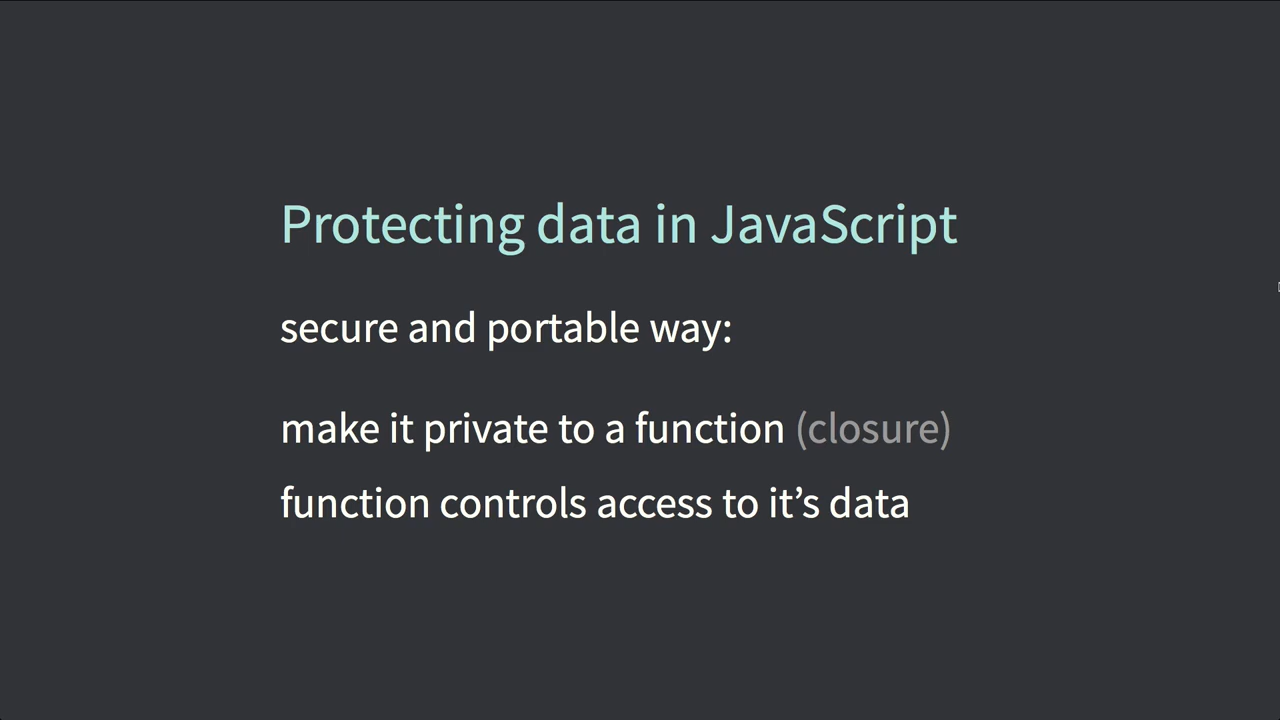 Protecting data in JavaScript
secure and portable way:
make it private to a function (closure)
function controls access to it’s data